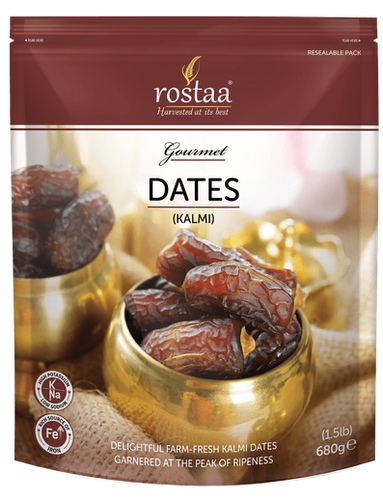 TEAR HERE
TEAR HERE
RESEALABLE PACK
rostaa®
Harvested at its best
Gourmet
DATES
(KALMI)
HIGH POTASSIUM
K
Na
LOW SODIUM
RICH SOURCE OF
Fe
IRON
DELIGHTFUL FARM-FRESH KALMI DATES
GARNERED AT THE PEAK OF RIPENESS
(1.5lb)
680g℮